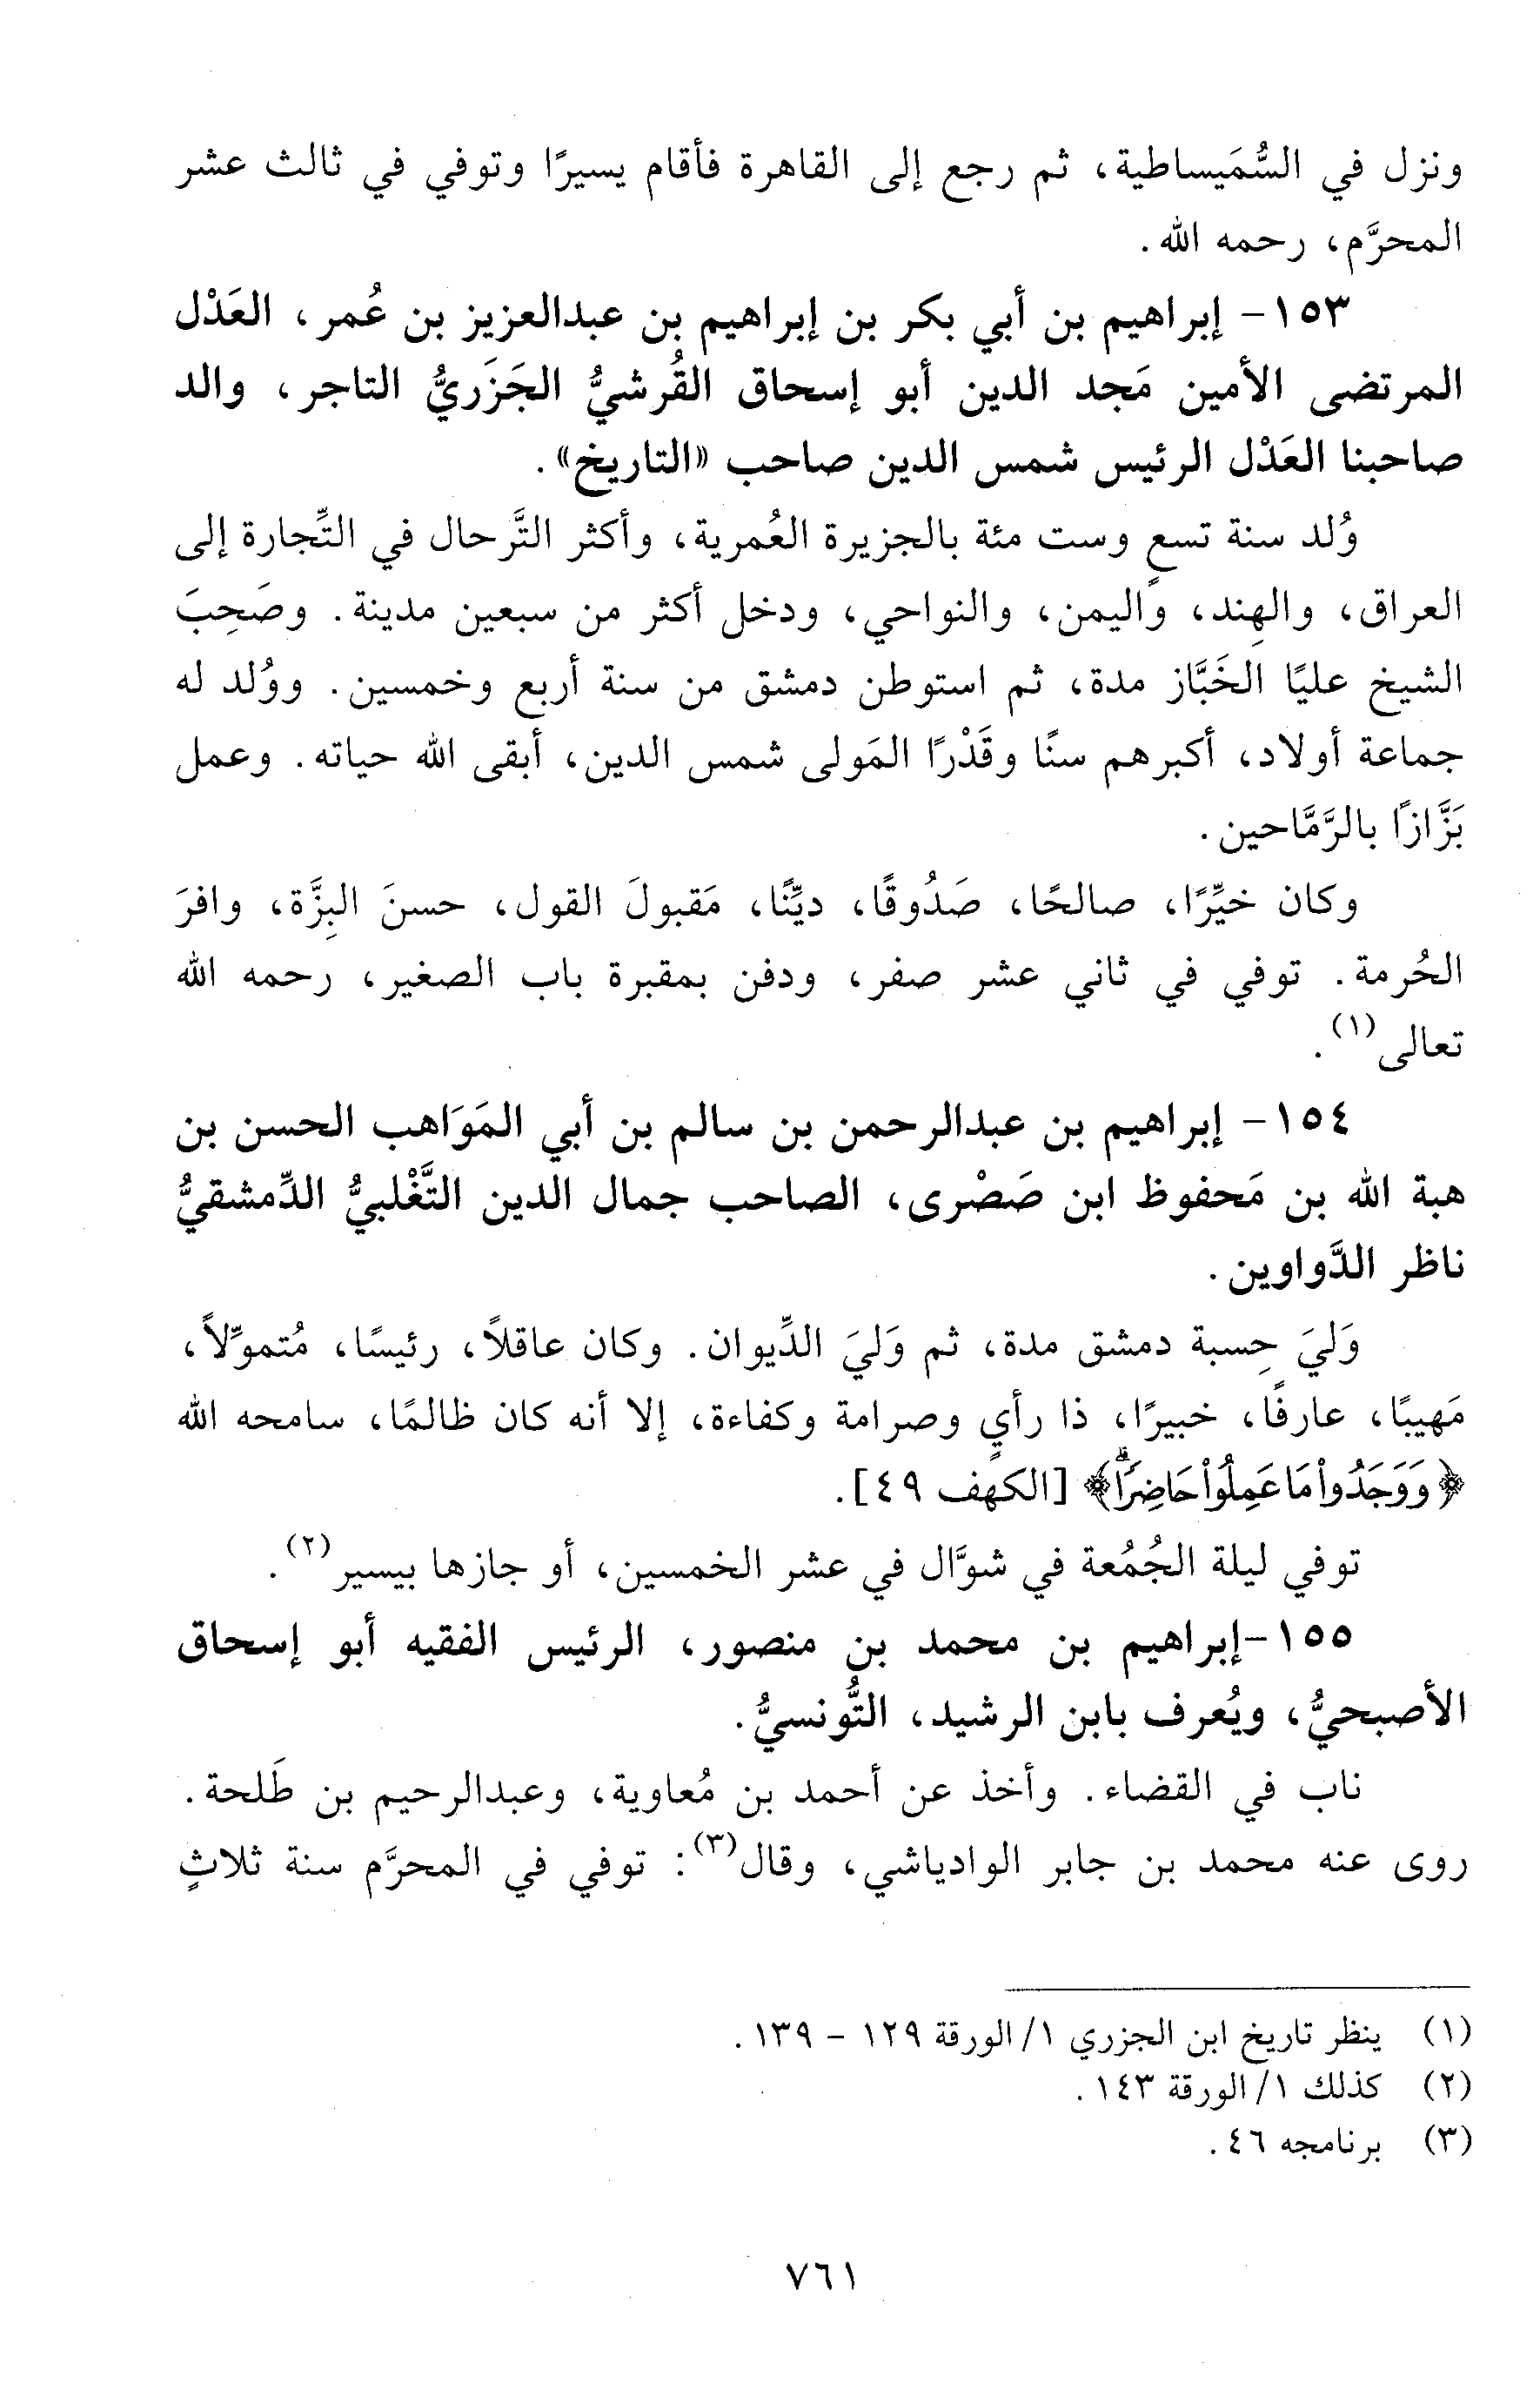 ونزل في السُّمَيساطية، ثم رجع إلى القاهرة فأقام يسيرًا وتوفي في ثالث عشر
المحرَّم، رحمه الله.
١٥٣- إبراهيم بن أبي بكر بن إبراهيم بن عبدالعزيز بن عُمر، العَدْل
المرتضى الأمين مَجد الدين أبو إسحاق القُرشيُّ الجَزَريُّ التاجر، والد
صاحبنا العَدْل الرئيس شمس الدين صاحب «التاريخ».
وُلد سنة تسعٍ وست مئة بالجزيرة العُمرية، وأكثر التَّرحال في التِّجارة إلى
العراق، والهِند، واليمن، والنواحي، ودخل أكثر من سبعين مدينة. وصَحِبَ
الشيخ عليًا الخَبَّاز مدة، ثم استوطن دمشق من سنة أربع وخمسين. ووُلد له
جماعة أولاد، أكبرهم سنًا وقَدْرًا المَولى شمس الدين، أبقى الله حياته. وعمل
بَزَّازًا بالرَّمَّاحين.
وكان خيِّرًا، صالحًا، صَدُوقًا، ديِّنًا، مَقبولَ القول، حسنَ البِزَّة، وافرَ
الحُرمة. توفي في ثاني عشر صفر، ودفن بمقبرة باب الصغير، رحمه الله
تعالى(١).
١٥٤- إبراهيم بن عبدالرحمن بن سالم بن أبي المَوَاهب الحسن بن
هبة الله بن مَحفوظ ابن صَصْرى، الصاحب جمال الدين التَّغْلبيُّ الدِّمشقيُّ
ناظر الدَّواوين.
وَليَ حِسبة دمشق مدة، ثم وَليَ الدِّيوان. وكان عاقلاً، رئيسًا، مُتموِّلاً،
مَهيبًا، عارفًا، خبيرًا، ذا رأيٍ وصرامة وكفاءة، إلا أنه كان ظالمًا، سامحه الله
﴿وَوَجَدُواْ مَا عَمِلُواْ حَاضِرًاۗ﴾ [الكهف ٤٩].
توفي ليلة الجُمُعة في شوَّال في عشر الخمسين، أو جازها بيسير(٢).
١٥٥-إبراهيم بن محمد بن منصور، الرئيس الفقيه أبو إسحاق
الأصبحيُّ، ويُعرف بابن الرشيد، التُّونسيُّ.
ناب في القضاء. وأخذ عن أحمد بن مُعاوية، وعبدالرحيم بن طَلحة.
روى عنه محمد بن جابر الوادياشي، وقال(٣): توفي في المحرَّم سنة ثلاثٍ
(١) ينظر تاريخ ابن الجزري ١/ الورقة ١٢٩ - ١٣٩.
(٢) كذلك ١/ الورقة ١٤٣.
(٣) برنامجه ٤٦.
٧٦١